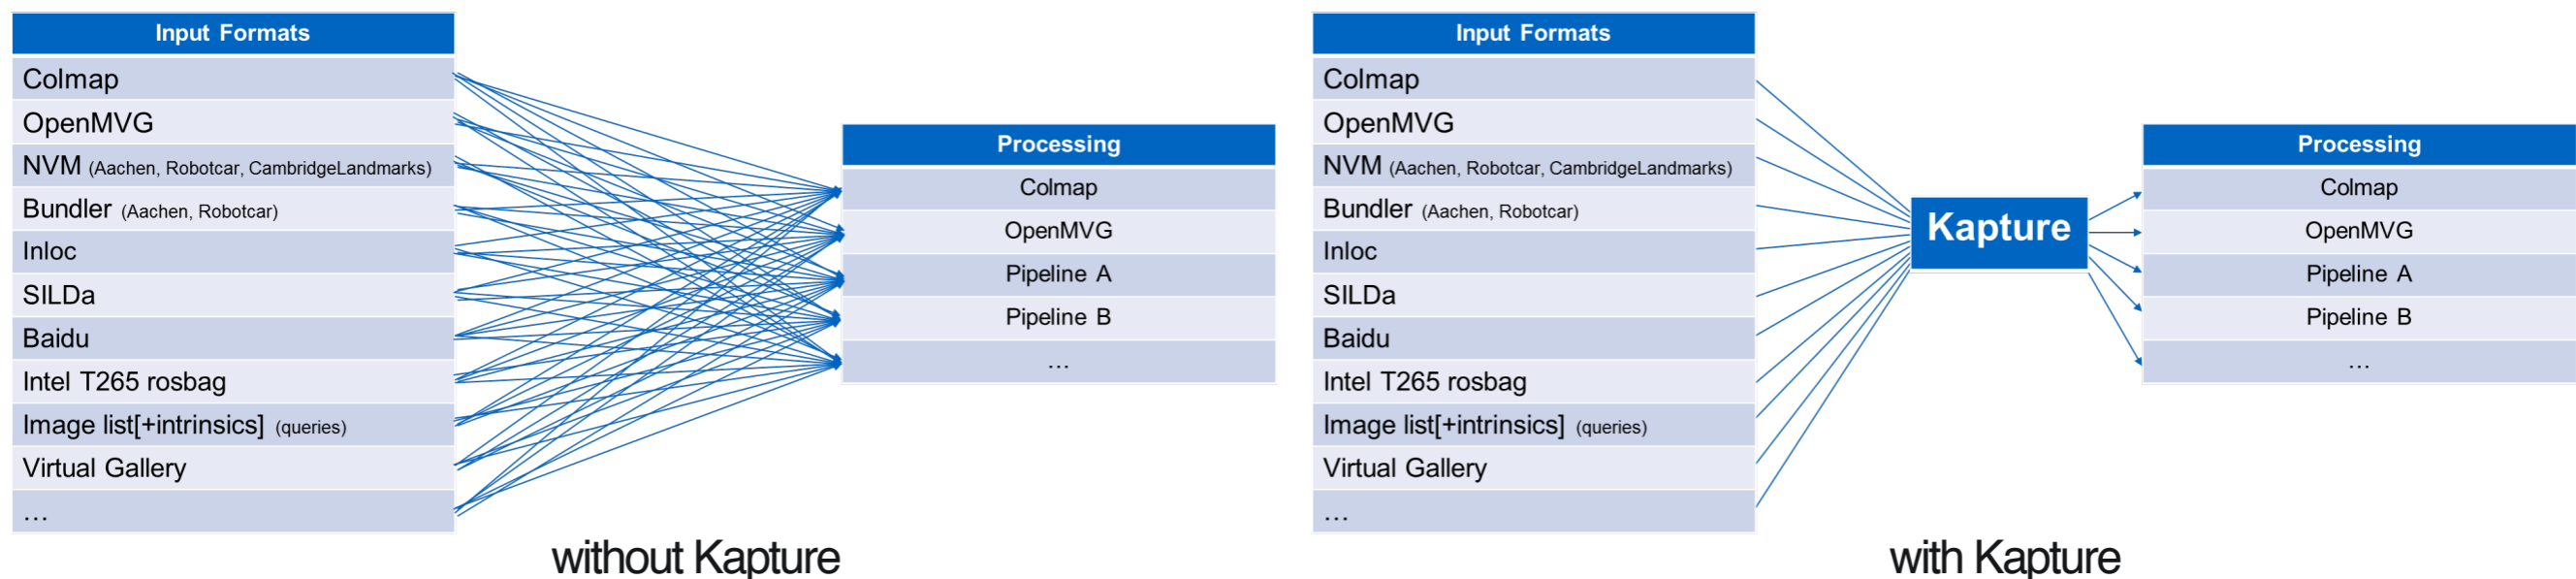 Input Formats
Colmap
OpenMVG
NVM (Aachen, Robotcar, CambridgeLandmarks)
Bundler (Aachen, Robotcar)
Inloc
SILDa
Baidu
Intel T265 rosbag
Image list[+intrinsics] (queries)
Virtual Gallery
...
Processing
Colmap
OpenMVG
Pipeline A
Pipeline B
...
without Kapture
Input Formats
Colmap
OpenMVG
NVM (Aachen, Robotcar, CambridgeLandmarks)
Bundler (Aachen, Robotcar)
Inloc
SILDa
Baidu
Intel T265 rosbag
Image list[+intrinsics] (queries)
Virtual Gallery
...
Kapture
Processing
Colmap
OpenMVG
Pipeline A
Pipeline B
...
with Kapture